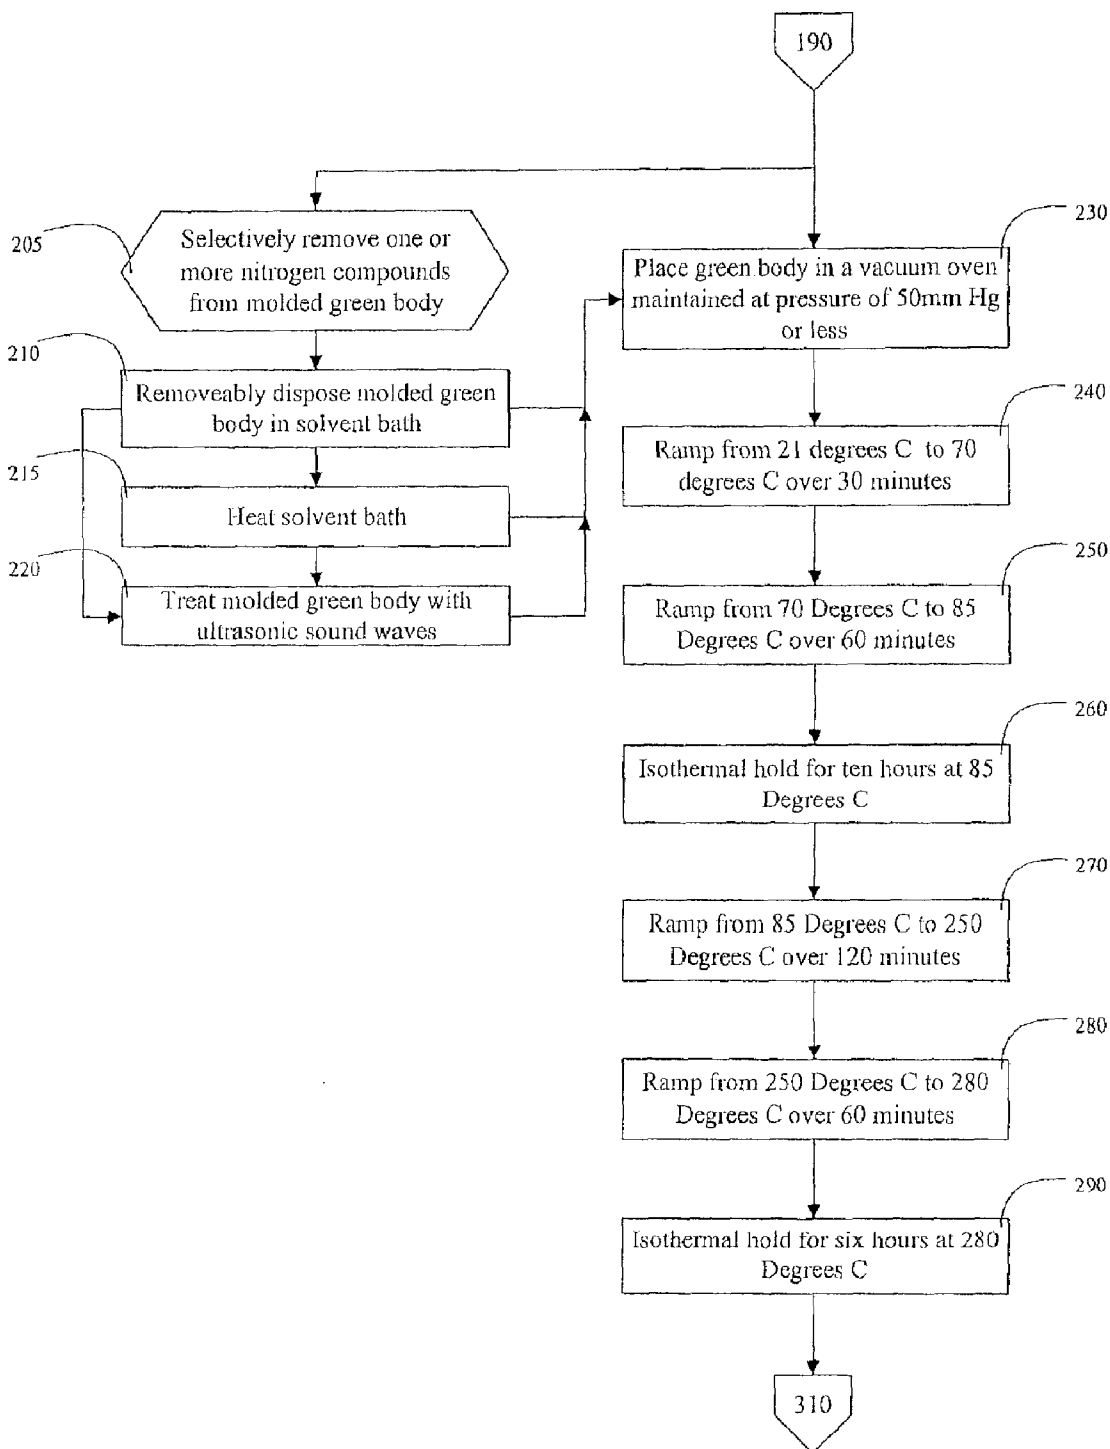 190
205
Selectively remove one or
more nitrogen compounds
from molded green body
210
Removeably dispose molded green
body in solvent bath
215
Heat solvent bath
220
Treat molded green body with
ultrasonic sound waves
230
Place green body in a vacuum oven
maintained at pressure of 50mm Hg
or less
240
Ramp from 21 degrees C to 70
degrees C over 30 minutes
250
Ramp from 70 Degrees C to 85
Degrees C over 60 minutes
260
Isothermal hold for ten hours at 85
Degrees C
270
Ramp from 85 Degrees C to 250
Degrees C over 120 minutes
280
Ramp from 250 Degrees C to 280
Degrees C over 60 minutes
290
Isothermal hold for six hours at 280
Degrees C
310